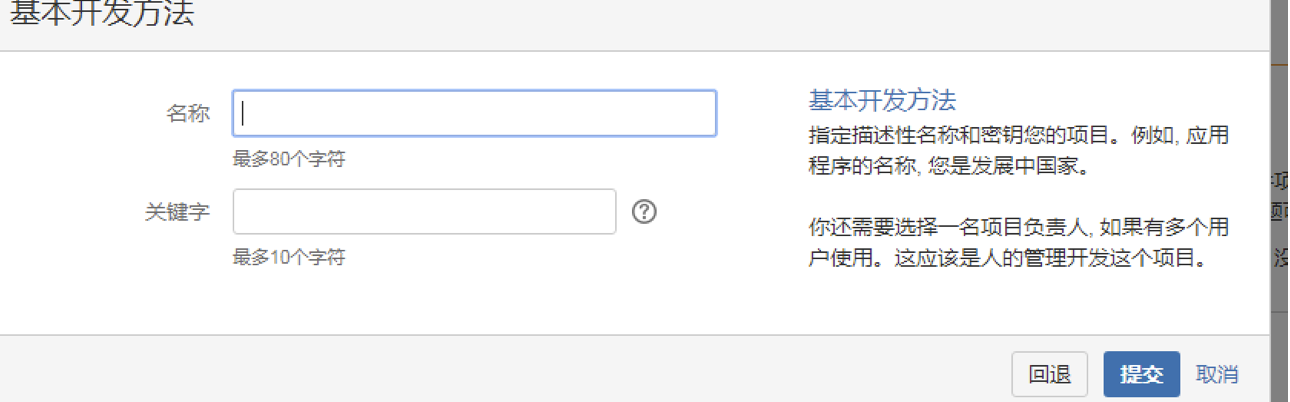 基本开发方法
名称
最多80个字符
关键字
最多10个字符
基本开发方法
指定描述性名称和密钥您的项目。例如, 应用
程序的名称, 您是发展中国家。
你还需要选择一名项目负责人, 如果有多个用
户使用。这应该是人的管理开发这个项目。
回退
提交
取消